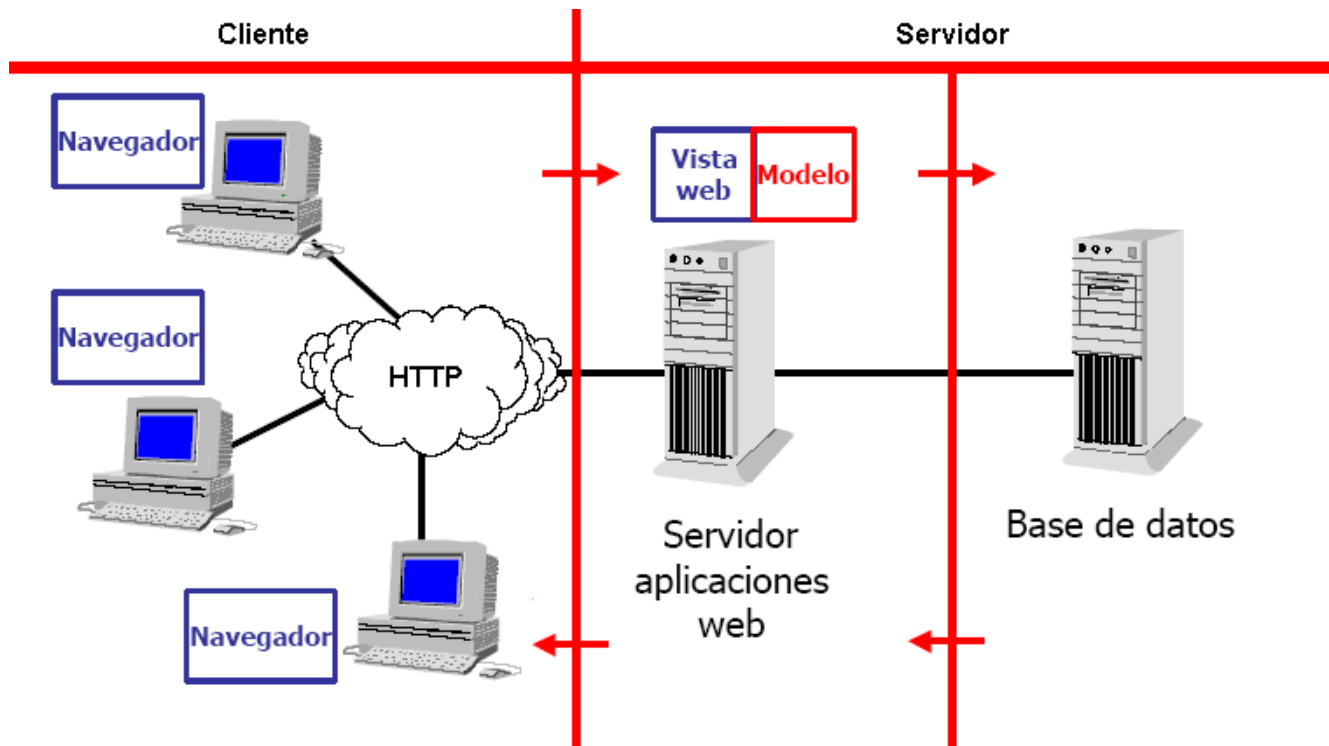 Cliente
Servidor
Navegador
Vista
web
Modelo
Navegador
HTTP
Servidor
aplicaciones
web
Base de datos
Navegador